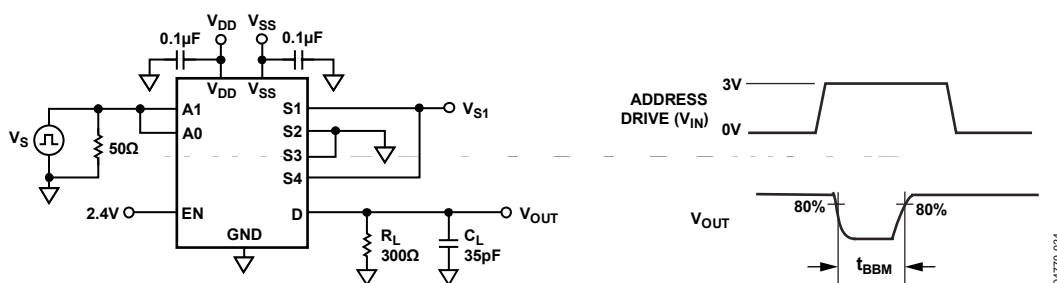 VDD VSS
0.1µF 0.1µF
VDD VSS
A1
A0
VS
50Ω
2.4V
EN
GND
S1
S2
S3
S4
D
VS1
VOUT
RL
300Ω
CL
35pF
ADDRESS
DRIVE (VIN)
3V
0V
VOUT
80% 80%
tBBM